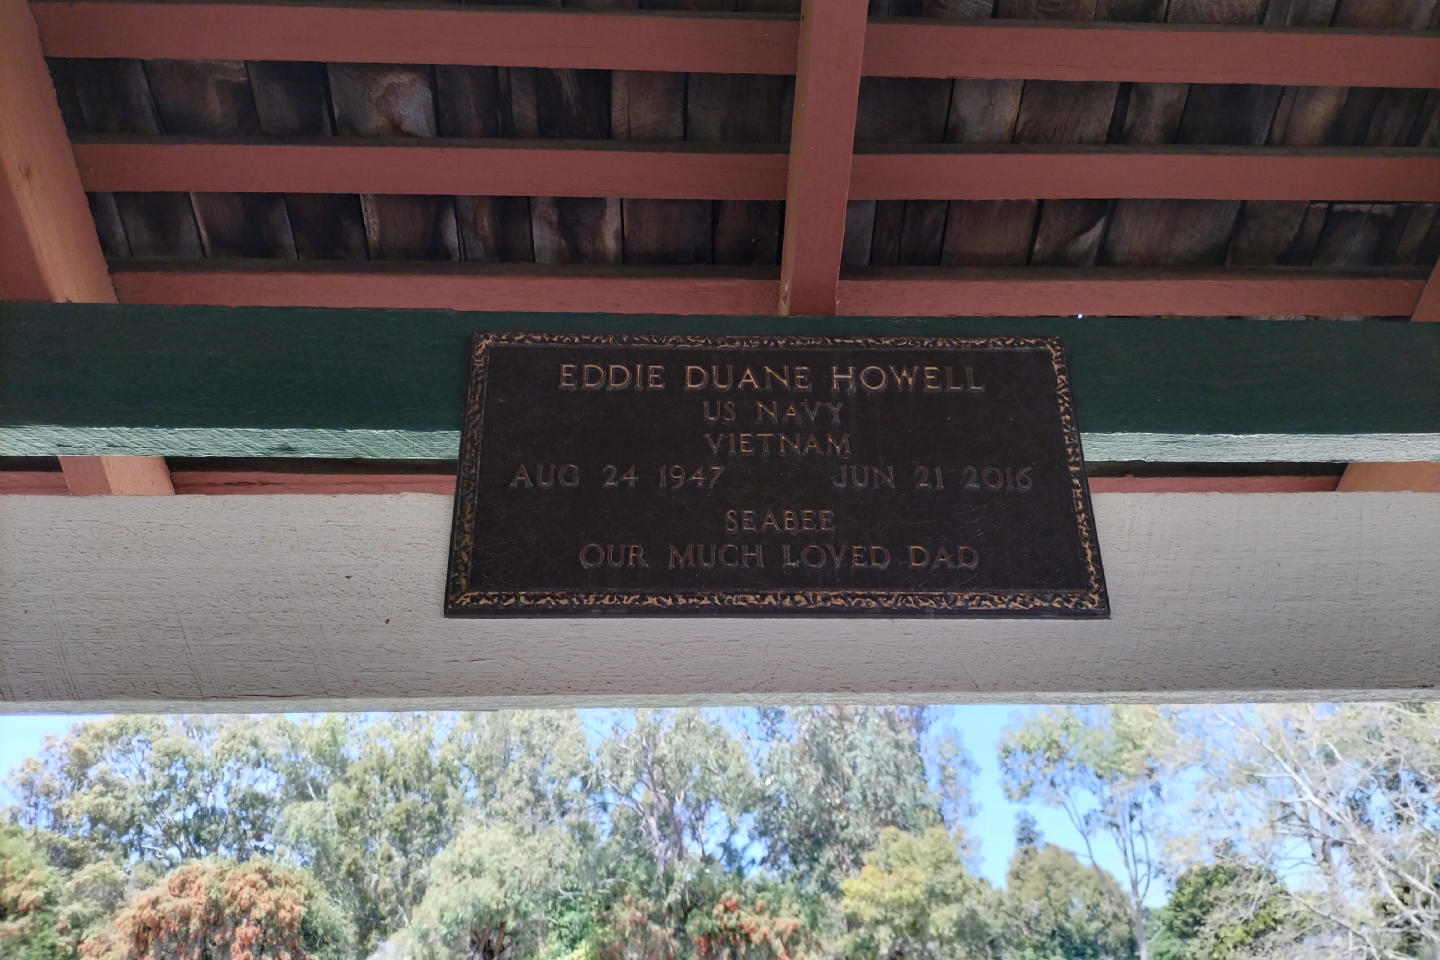 EDDIE DUANE HOWELL
US NAVY
VIETNAM
AUG 24 1947 JUN 21 2016
SEABEE
OUR MUCH LOVED DAD